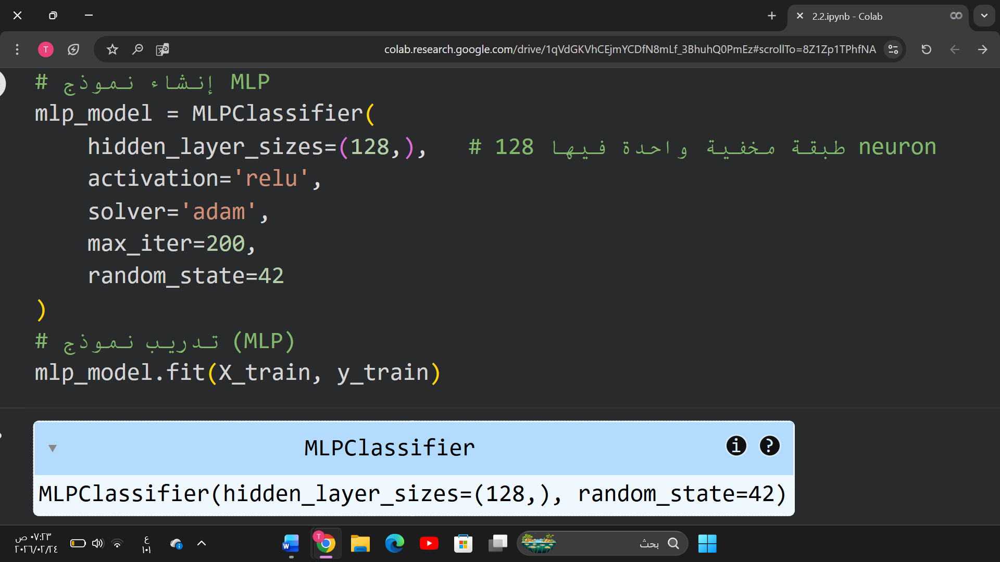 2.2.ipynb - Colab
T
colab.research.google.com/drive/1qVdGKVhCEjmYCDfN8mLf_3BhuhQ0PmEz#scrollTo=8Z1Zp1TPhfNA
# إنشاء نموذج MLP
mlp_model = MLPClassifier(
hidden_layer_sizes=(128,),   # طبقة مخفية واحدة فيها 128 neuron
activation='relu',
solver='adam',
max_iter=200,
random_state=42
)
# تدريب نموذج (MLP)
mlp_model.fit(X_train, y_train)
MLPClassifier
i ?
MLPClassifier(hidden_layer_sizes=(128,), random_state=42)
بحث
ع
١٠١
٠٧:٢٣ ص
٢٠٢٦/٠٢/٢٤